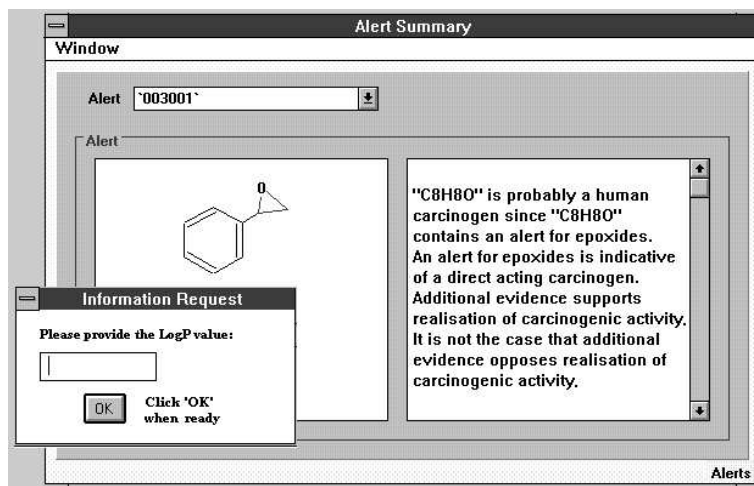 Alert Summary
Window
Alert `003001`
Alert
O
"C8H8O" is probably a human
carcinogen since "C8H8O"
contains an alert for epoxides.
An alert for epoxides is indicative
of a direct acting carcinogen.
Additional evidence supports
realisation of carcinogenic activity.
It is not the case that additional
evidence opposes realisation of
carcinogenic activity.
Information Request
Please provide the LogP value:
OK
Click 'OK'
when ready
Alerts